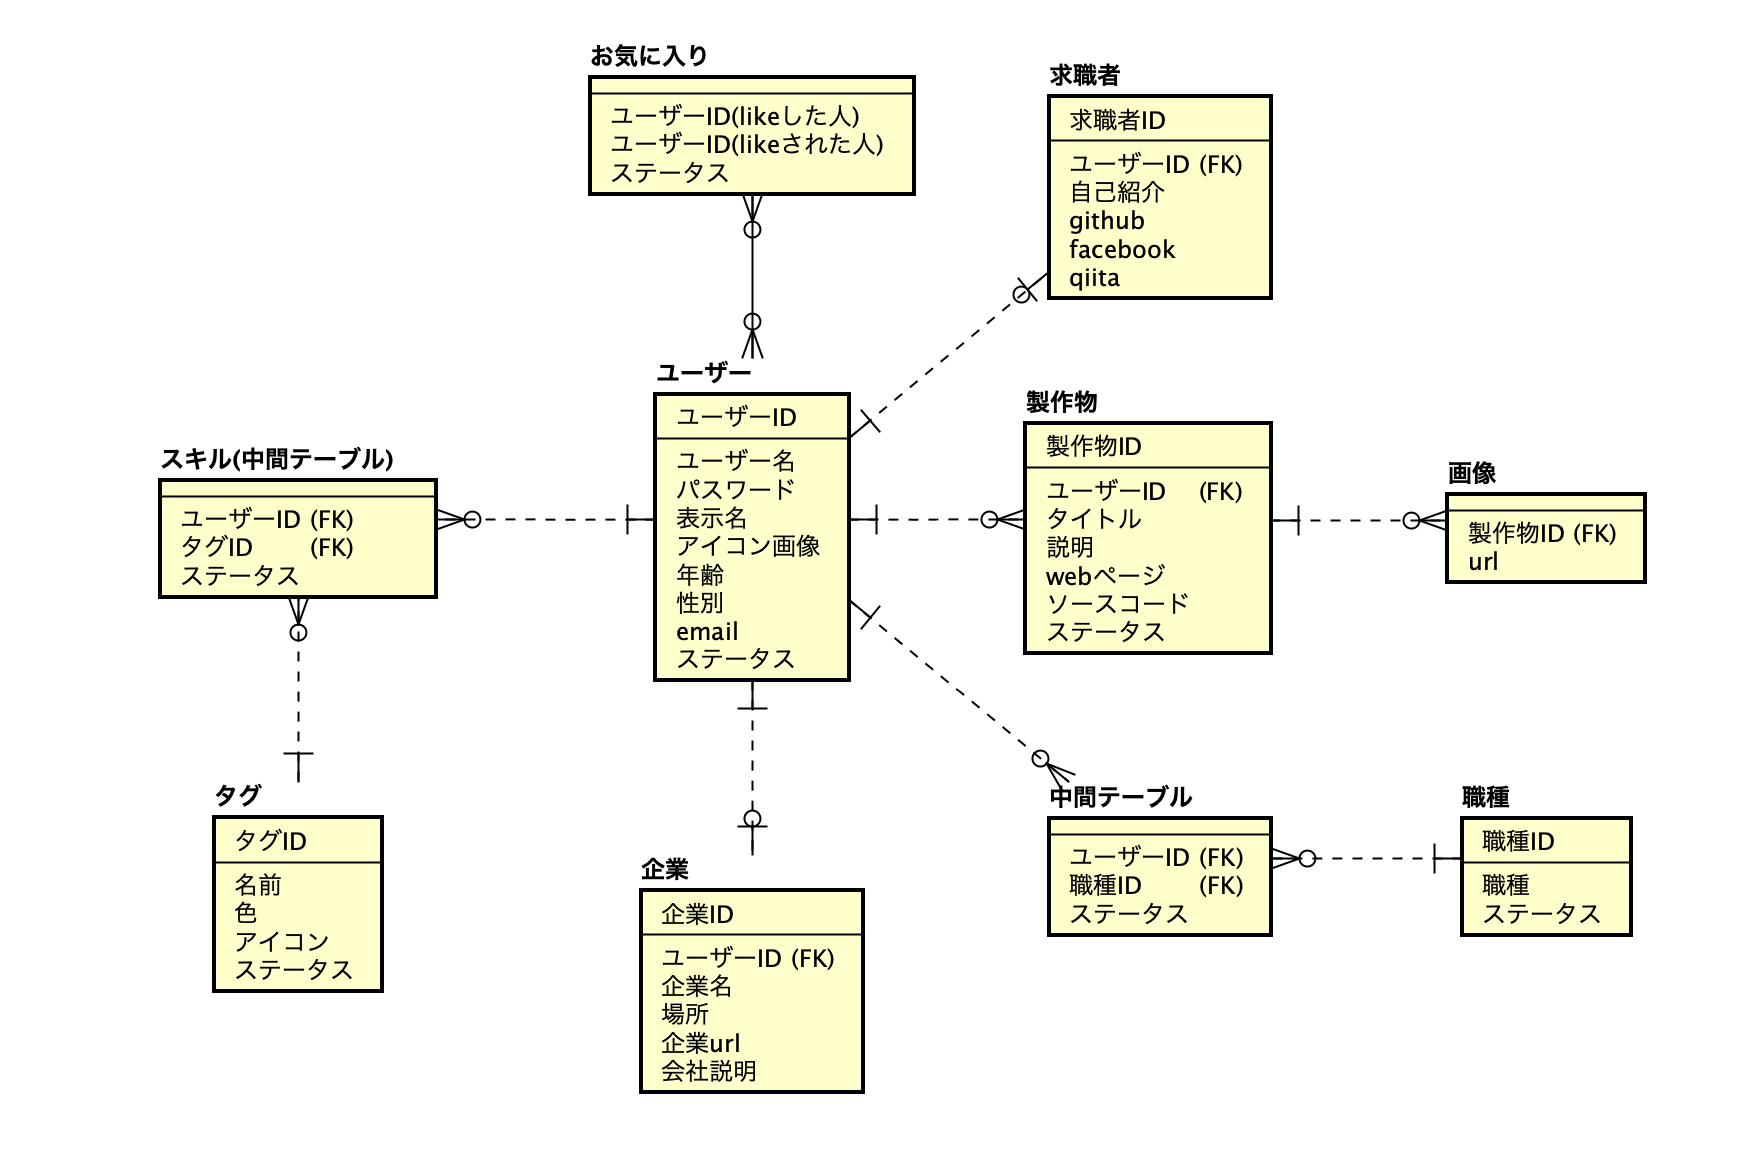 お気に入り
ユーザーID(likeした人)
ユーザーID(likeされた人)
ステータス
求職者
求職者ID
ユーザーID (FK)
自己紹介
github
facebook
qiita
ユーザー
ユーザーID
ユーザー名
パスワード
表示名
アイコン画像
年齢
性別
email
ステータス
製作物
製作物ID
ユーザーID (FK)
タイトル
説明
webページ
ソースコード
ステータス
画像
製作物ID (FK)
url
スキル(中間テーブル)
ユーザーID (FK)
タグID (FK)
ステータス
タグ
タグID
名前
色
アイコン
ステータス
企業
企業ID
ユーザーID (FK)
企業名
場所
企業url
会社説明
中間テーブル
ユーザーID (FK)
職種ID (FK)
ステータス
職種
職種ID
職種
ステータス